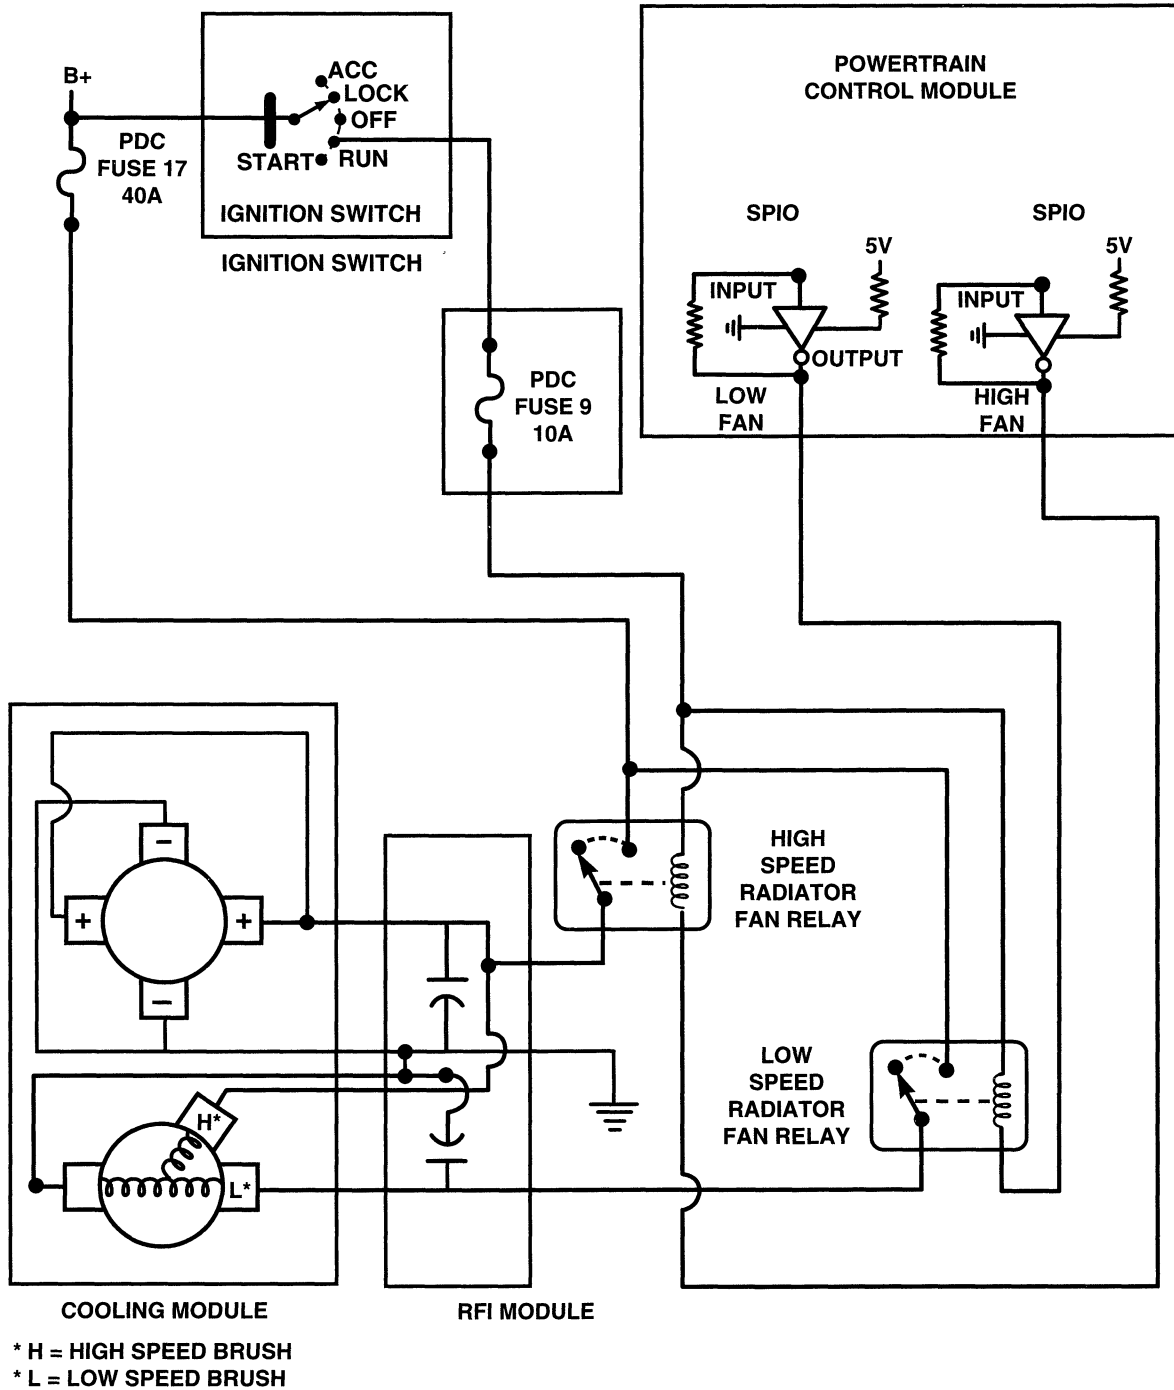 B+
PDC
FUSE 17
40A
ACC
LOCK
OFF
RUN
START
IGNITION SWITCH
IGNITION SWITCH
POWERTRAIN
CONTROL MODULE
SPIO
SPIO
5V
5V
INPUT
INPUT
OUTPUT
LOW
FAN
HIGH
FAN
PDC
FUSE 9
10A
HIGH
SPEED
RADIATOR
FAN RELAY
LOW
SPEED
RADIATOR
FAN RELAY
−
+
+
−
H*
L*
COOLING MODULE
RFI MODULE
* H = HIGH SPEED BRUSH
* L = LOW SPEED BRUSH